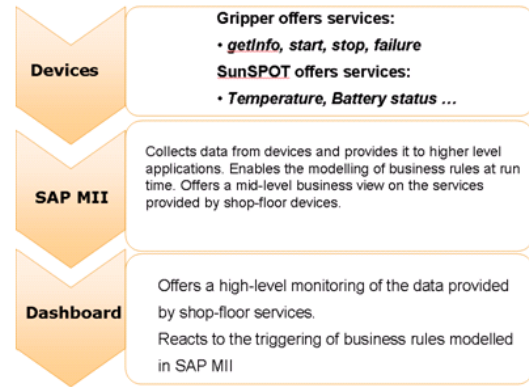 Devices
Gripper offers services:
• getInfo, start, stop, failure
SunSPOT offers services:
• Temperature, Battery status ...
SAP MII
Collects data from devices and provides it to higher level
applications. Enables the modelling of business rules at run
time. Offers a mid-level business view on the services
provided by shop-floor devices.
Dashboard
Offers a high-level monitoring of the data provided
by shop-floor services.
Reacts to the triggering of business rules modelled
in SAP MII